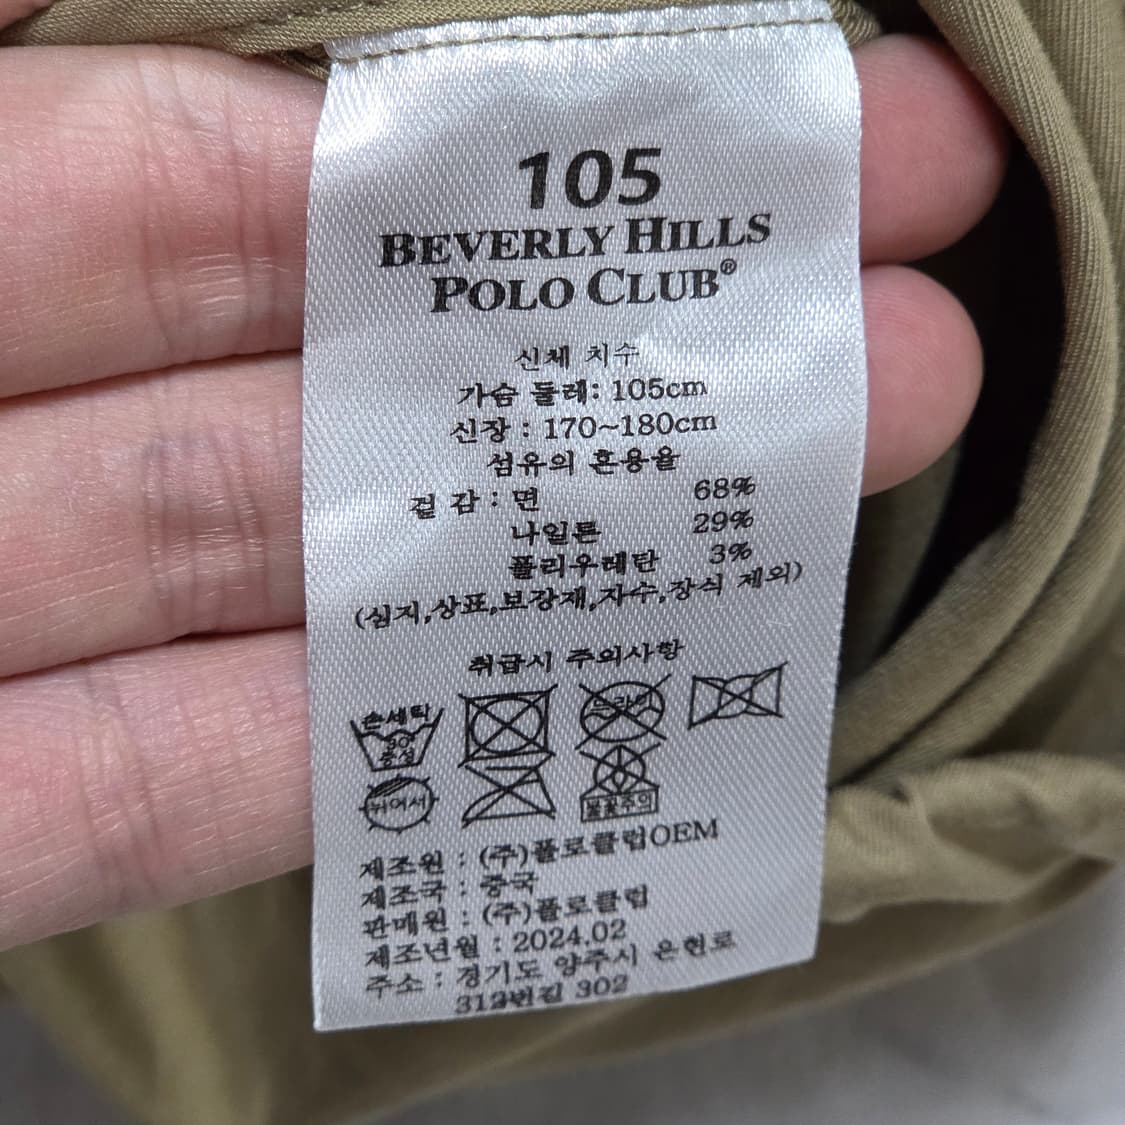 105
BEVERLY HILLS
POLO CLUB®
신체 치수
가슴 둘레: 105cm
신장 : 170~180cm
섬유의 혼용율
겉 감 : 면 68%
나일론 29%
폴리우레탄 3%
(심지,상표,보강재,자수,장식 제외)
취급시 주의사항
손세탁
30
중성
드라이
뉘어서
불꽃주의
제조원 : (주)폴로클럽OEM
제조국 : 중국
판매원 : (주)폴로클럽
제조년월 : 2024.02
주소 : 경기도 양주시 은현로
313번길 302